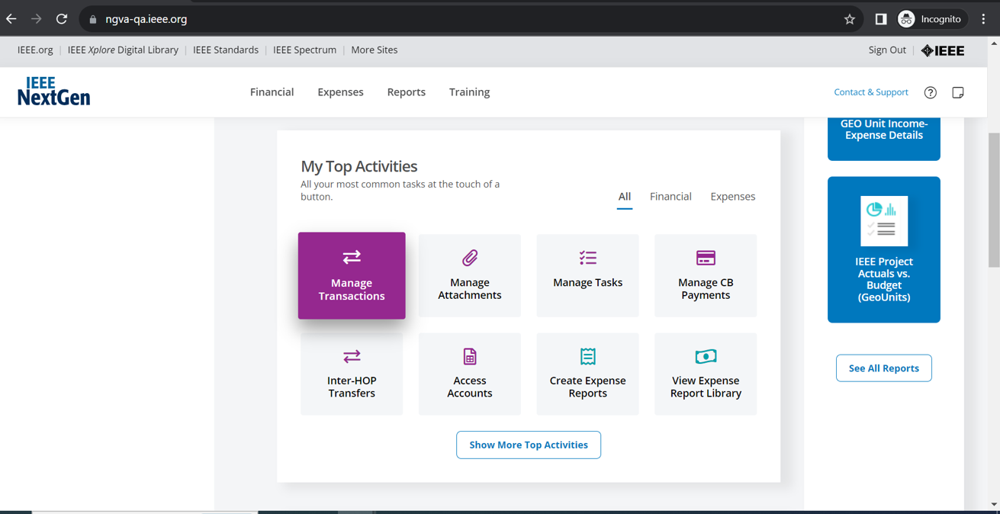 ngva-qa.ieee.org
Incognito
IEEE.org
IEEE Xplore Digital Library
IEEE Standards
IEEE Spectrum
More Sites
Sign Out
IEEE
IEEE
NextGen
Financial
Expenses
Reports
Training
Contact & Support
?
My Top Activities
All your most common tasks at the touch of a
button.
All
Financial
Expenses
Manage
Transactions
Manage
Attachments
Manage Tasks
Manage CB
Payments
Inter-HOP
Transfers
Access
Accounts
Create Expense
Reports
View Expense
Report Library
Show More Top Activities
GEO Unit Income-
Expense Details
IEEE Project
Actuals vs.
Budget
(GeoUnits)
See All Reports